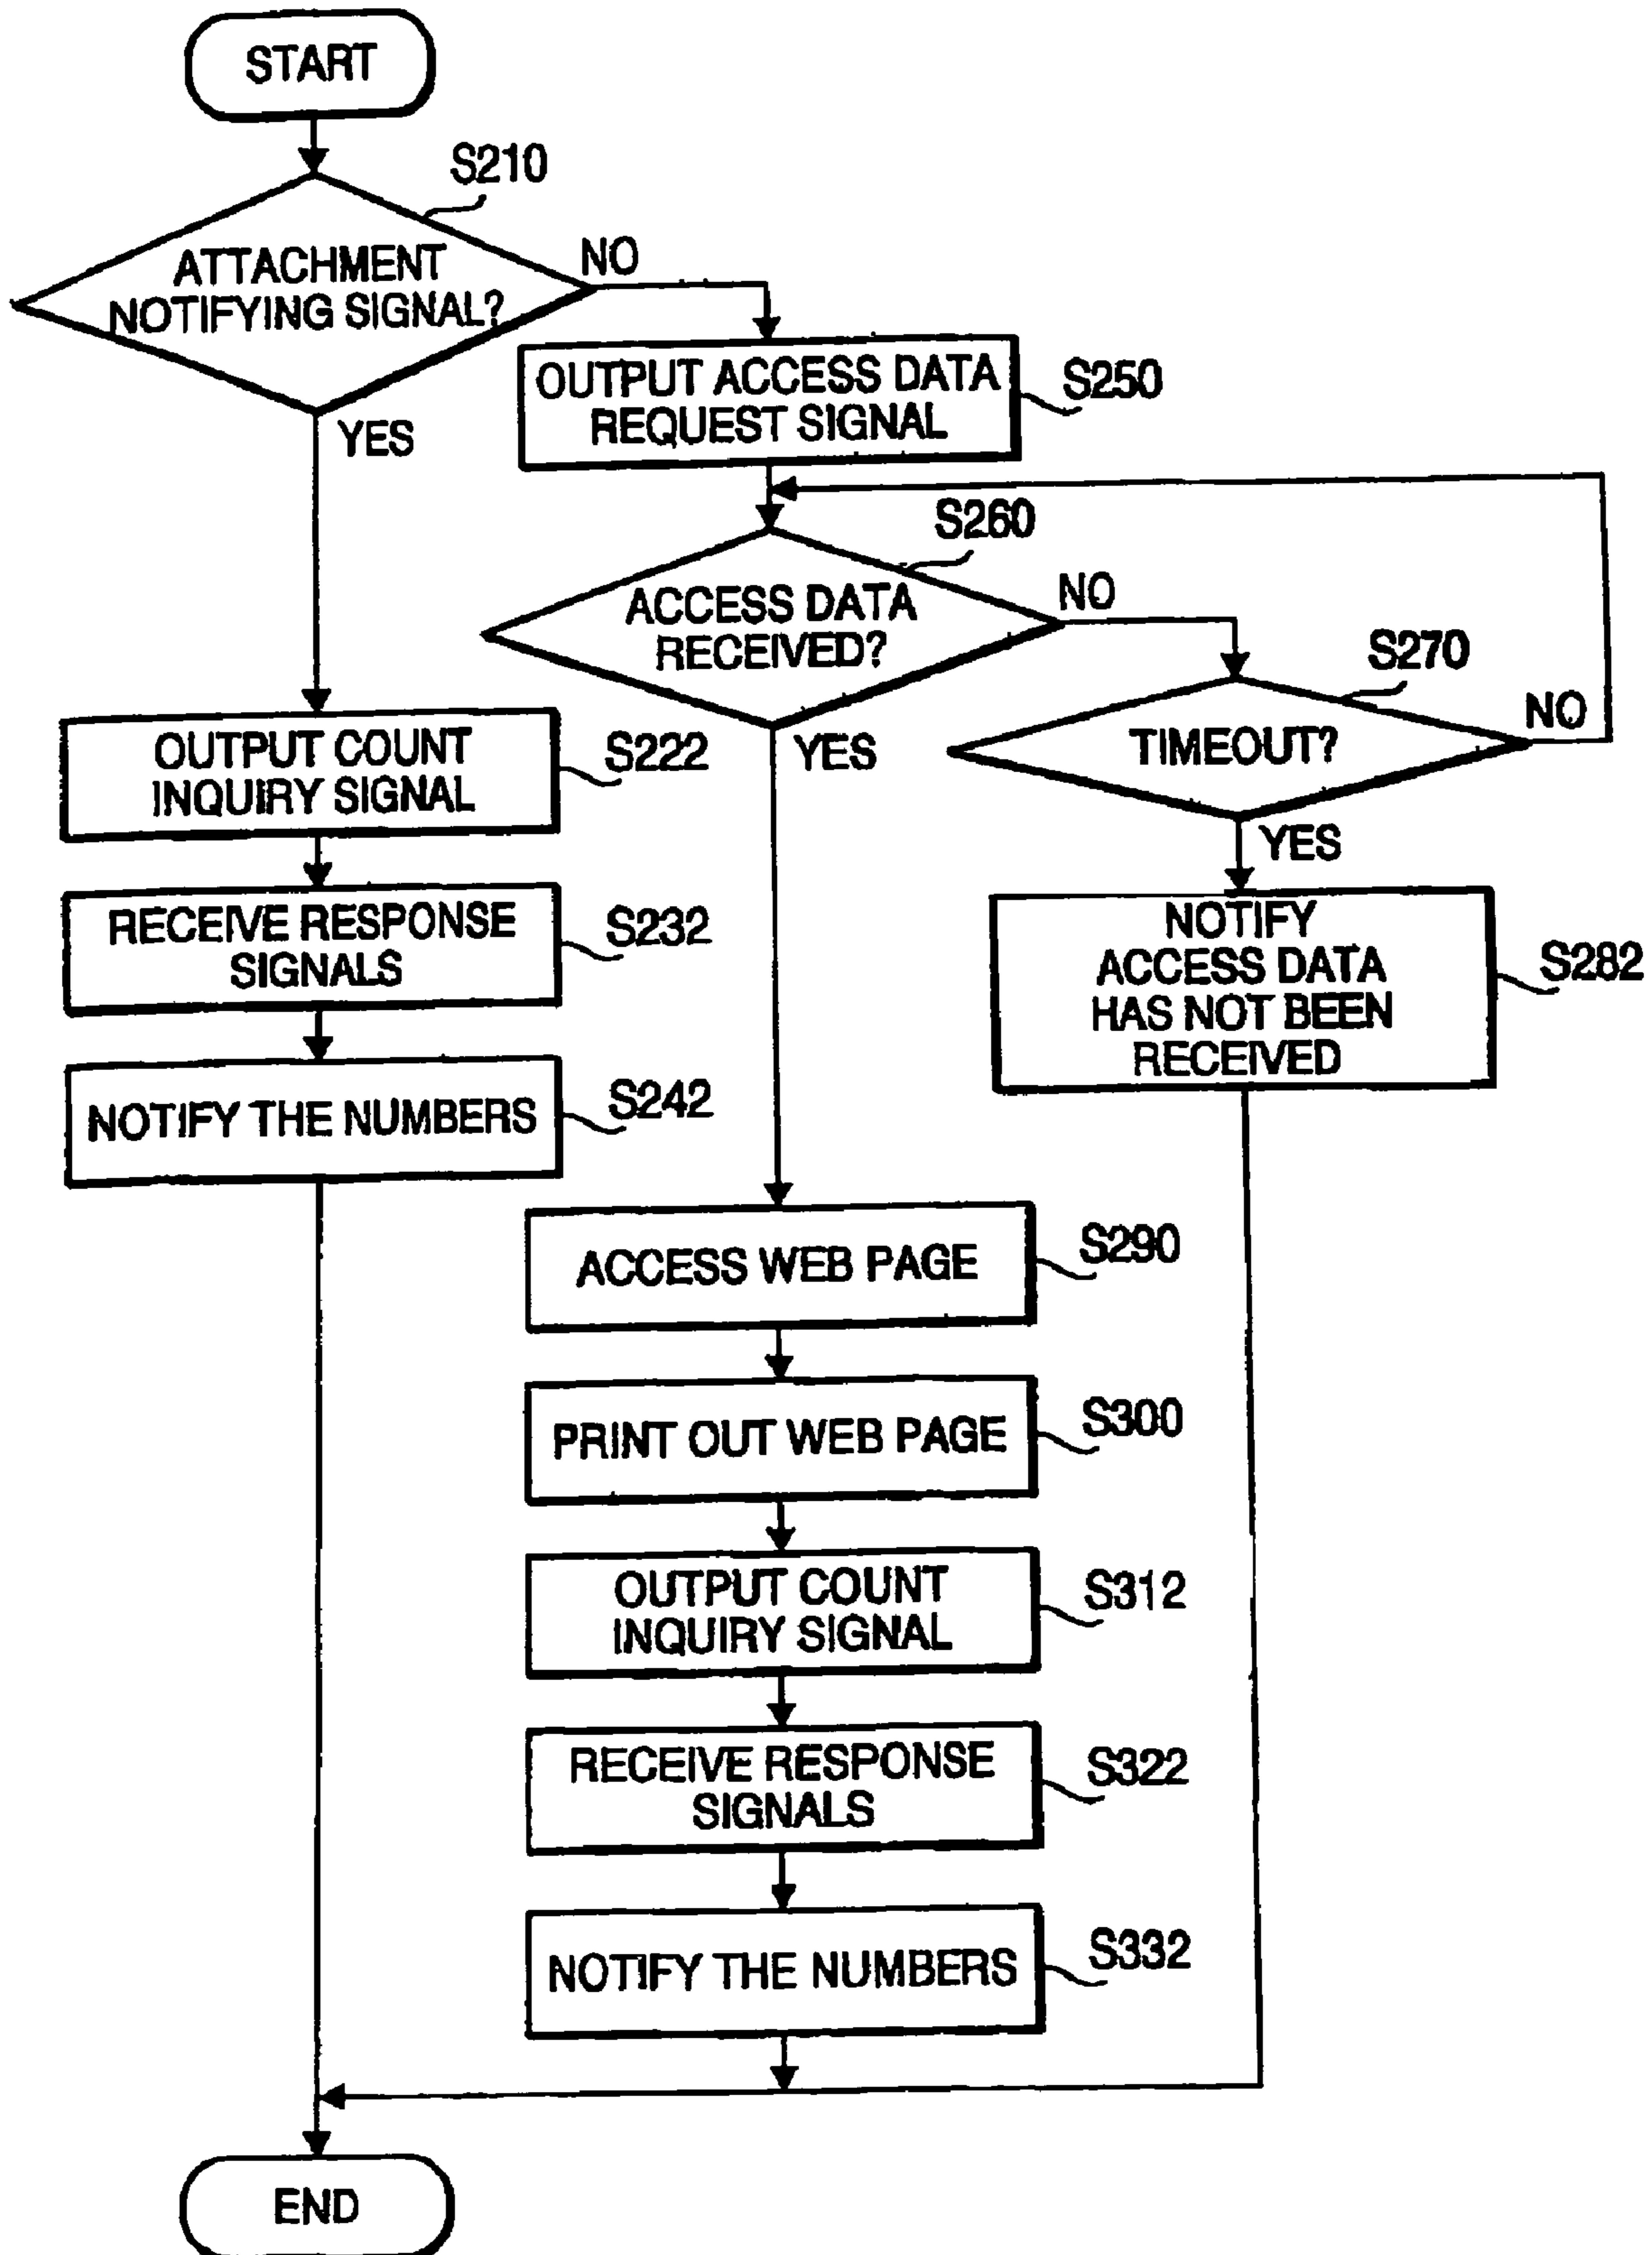 START
S210
ATTACHMENT
NOTIFYING SIGNAL?
NO
YES
OUTPUT ACCESS DATA
REQUEST SIGNAL
S250
S260
ACCESS DATA
RECEIVED?
NO
YES
S270
TIMEOUT?
NO
YES
OUTPUT COUNT
INQUIRY SIGNAL
S222
RECEIVE RESPONSE
SIGNALS
S232
NOTIFY THE NUMBERS
S242
NOTIFY
ACCESS DATA
HAS NOT BEEN
RECEIVED
S282
ACCESS WEB PAGE
S290
PRINT OUT WEB PAGE
S300
OUTPUT COUNT
INQUIRY SIGNAL
S312
RECEIVE RESPONSE
SIGNALS
S322
NOTIFY THE NUMBERS
S332
END